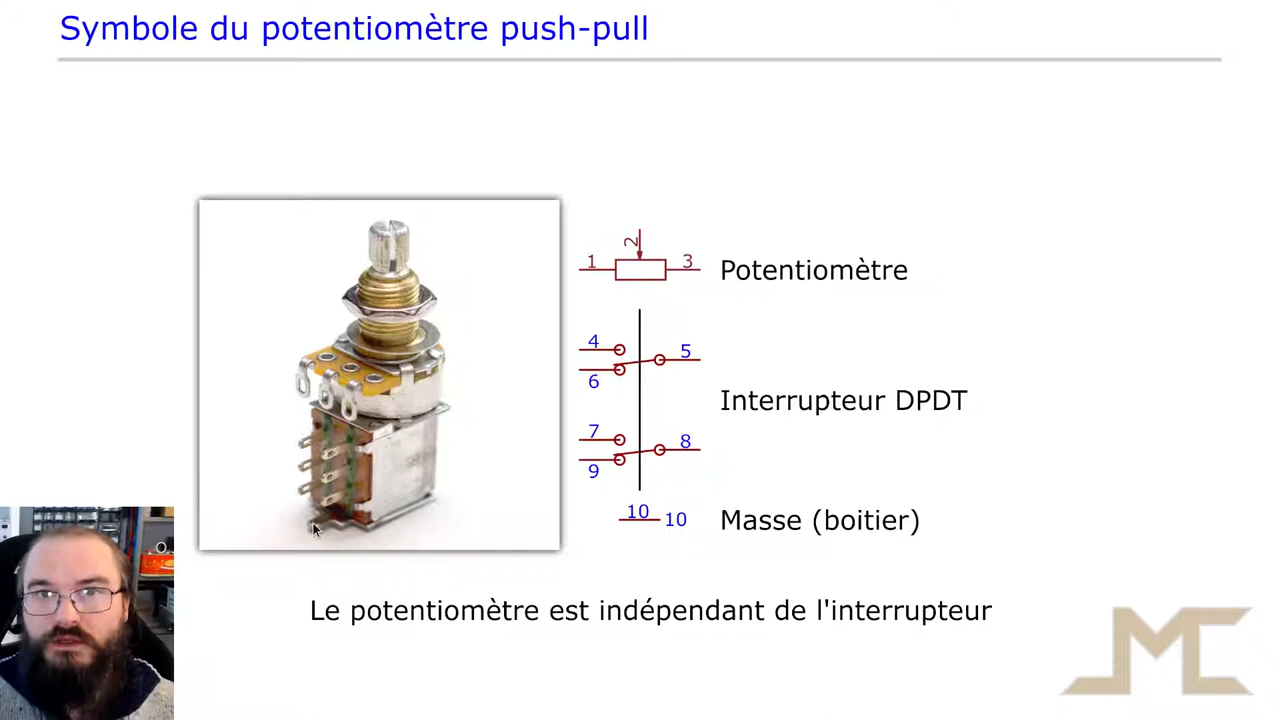 Symbole du potentiomètre push-pull
2
1
3
Potentiomètre
4
5
6
Interrupteur DPDT
7
8
9
10
10
Masse (boitier)
Le potentiomètre est indépendant de l'interrupteur
MC